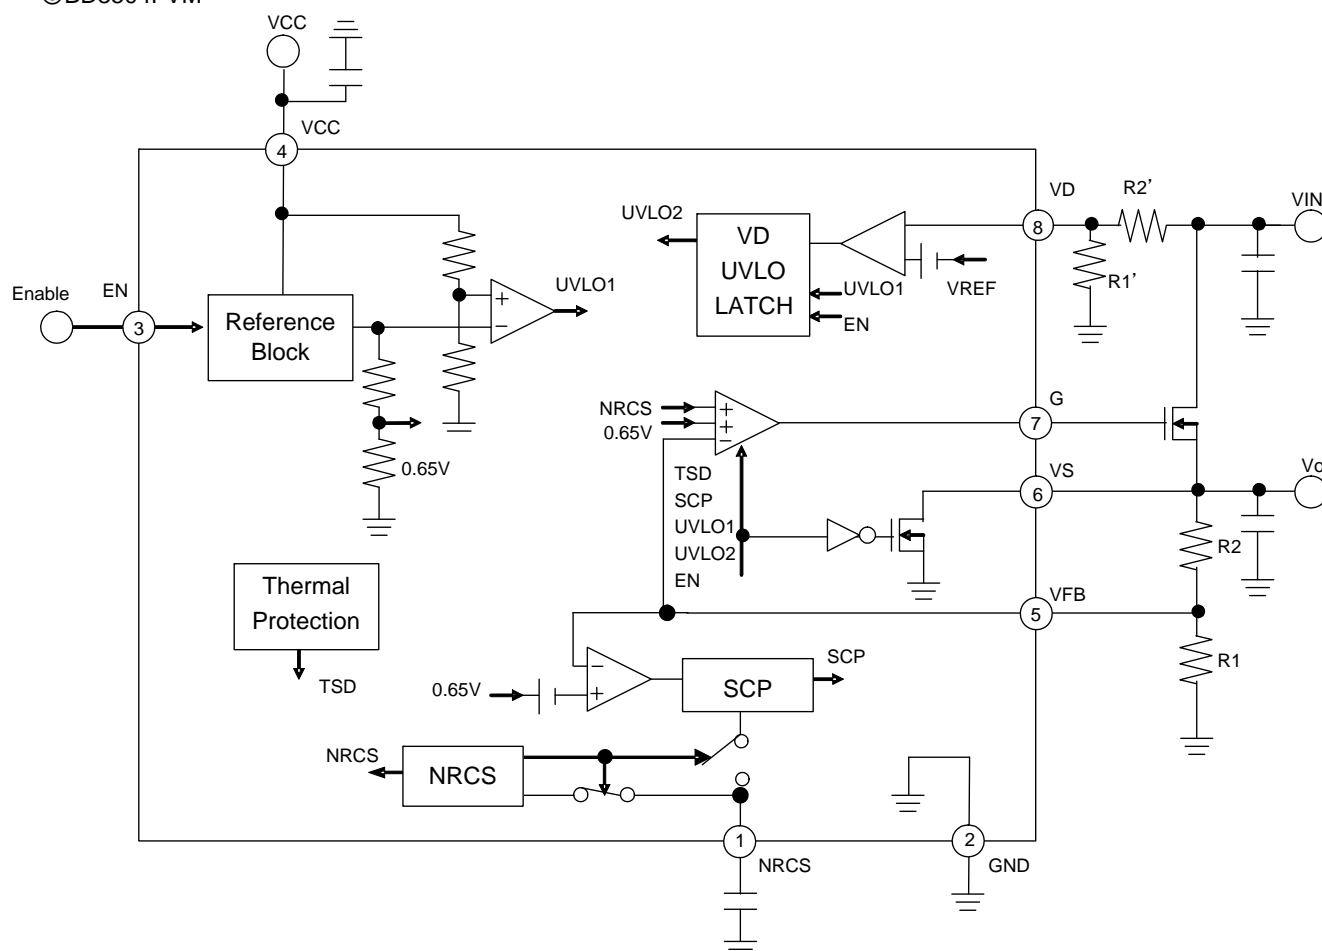 VCC
VCC
4
VD
R2'
VIN
UVLO2
VD
UVLO
LATCH
8
R1'
VREF
UVLO1
EN
Enable
EN
3
Reference
Block
+
−
UVLO1
0.65V
NRCS
0.65V
+
+
−
G
7
TSD
SCP
UVLO1
UVLO2
EN
VS
6
R2
VFB
5
R1
Thermal
Protection
TSD
0.65V
−
+
SCP
SCP
NRCS
NRCS
1
NRCS
2
GND